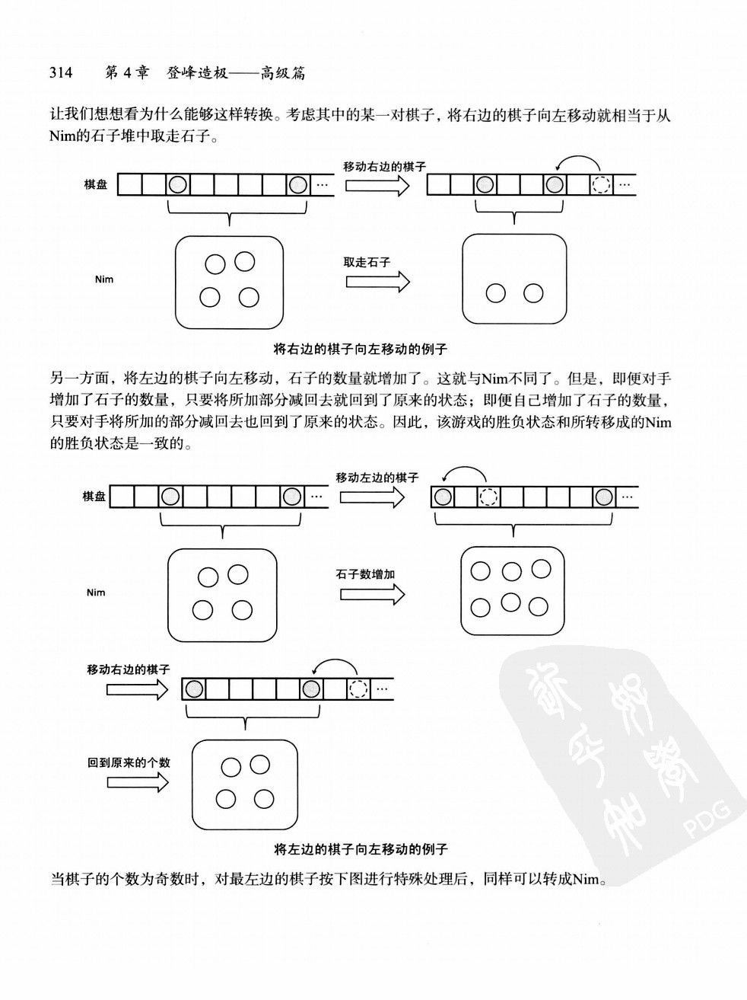 314 第4章 登峰造极——高级篇
让我们想想看为什么能够这样转换。考虑其中的某一对棋子，将右边的棋子向左移动就相当于从
Nim的石子堆中取走石子。
移动右边的棋子
棋盘
...
...
取走石子
Nim
将右边的棋子向左移动的例子
另一方面，将左边的棋子向左移动，石子的数量就增加了。这就与Nim不同了。但是，即便对手
增加了石子的数量，只要将所加部分减回去就回到了原来的状态；即便自己增加了石子的数量，
只要对手将所加的部分减回去也回到了原来的状态。因此，该游戏的胜负状态和所转移成的Nim
的胜负状态是一致的。
移动左边的棋子
棋盘
...
...
石子数增加
Nim
移动右边的棋子
...
回到原来的个数
PDG
将左边的棋子向左移动的例子
当棋子的个数为奇数时，对最左边的棋子按下图进行特殊处理后，同样可以转成Nim。